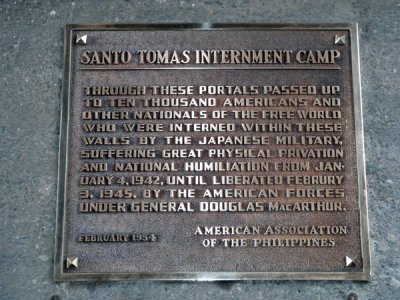 SANTO TOMAS INTERNMENT CAMP
THROUGH THESE PORTALS PASSED UP
TO TEN THOUSAND AMERICANS AND
OTHER NATIONALS OF THE FREE WORLD
WHO WERE INTERNED WITHIN THESE
WALLS BY THE JAPANESE MILITARY,
SUFFERING GREAT PHYSICAL PRIVATION
AND NATIONAL HUMILIATION FROM JAN-
UARY 4, 1942, UNTIL LIBERATED FEBRURY
3, 1945, BY THE AMERICAN FORCES
UNDER GENERAL DOUGLAS MACARTHUR.
FEBRUARY 1954
AMERICAN ASSOCIATION
OF THE PHILIPPINES